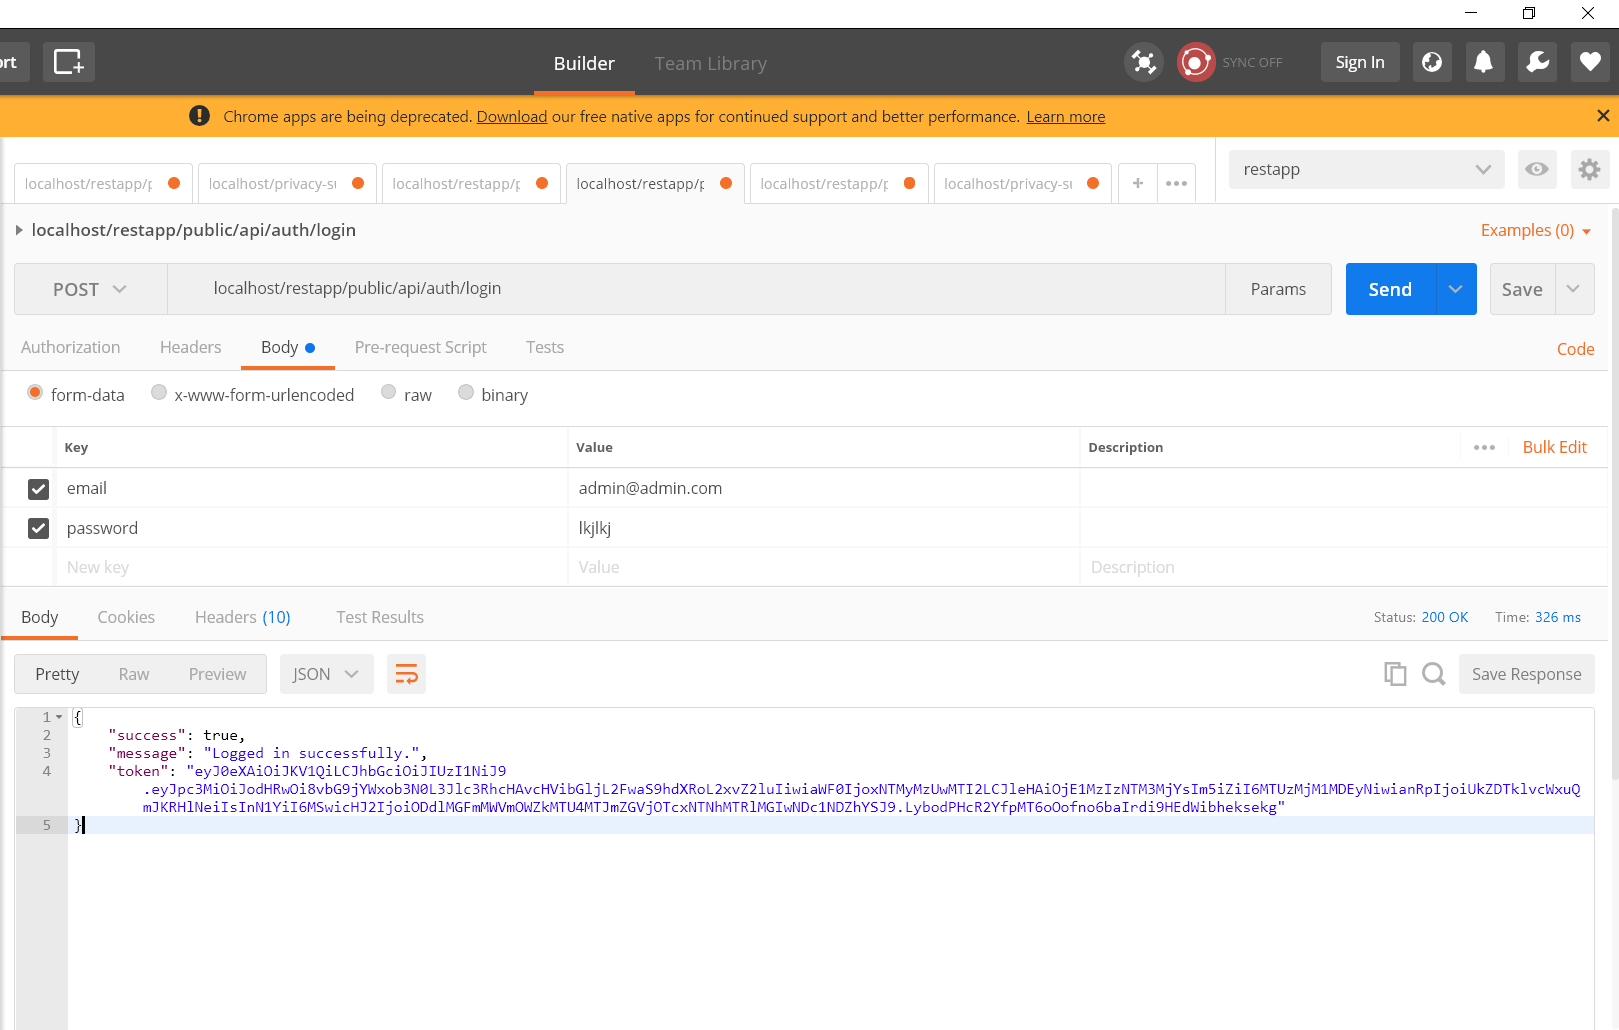 ort
Builder
Team Library
SYNC OFF
Sign In
Chrome apps are being deprecated. Download our free native apps for continued support and better performance. Learn more
localhost/restapp/p
localhost/privacy-su
localhost/restapp/p
localhost/restapp/p
localhost/restapp/p
localhost/privacy-su
restapp
localhost/restapp/public/api/auth/login
Examples (0)
POST
localhost/restapp/public/api/auth/login
Params
Send
Save
Authorization
Headers
Body
Pre-request Script
Tests
Code
form-data
x-www-form-urlencoded
raw
binary
Key
Value
Description
Bulk Edit
email
admin@admin.com
password
lkjlkj
New key
Value
Description
Body
Cookies
Headers (10)
Test Results
Status: 200 OK
Time: 326 ms
Pretty
Raw
Preview
JSON
Save Response
1 {
2 "success": true,
3 "message": "Logged in successfully.",
4 "token": "eyJ0eXAiOiJKV1QiLCJhbGciOiJIUzI1NiJ9
.eyJpc3MiOiJodHRwOi8vbG9jYWxob3N0L3Jlc3RhcHAvcHVibGljL2FwaS9hdXRoL2xvZ2luIiwiaWF0IjoxNTMyMzUwMTI2LCJleHAiOjE1MzIzNTM3MjYsIm5iZiI6MTUzMjM1MDEyNiwianRpIjoiUkZDTklvcWxuQ
mJKRHlNeiIsInN1YiI6MSwicHJ2IjoiODdlMGFmMWVmOWZkMTU4MTJmZGVjOTcxNTNhMTRlMGIwNDc1NDZhYSJ9.LybodPHcR2YfpMT6oOofno6baIrdi9HEdWibheksekg"
5 }